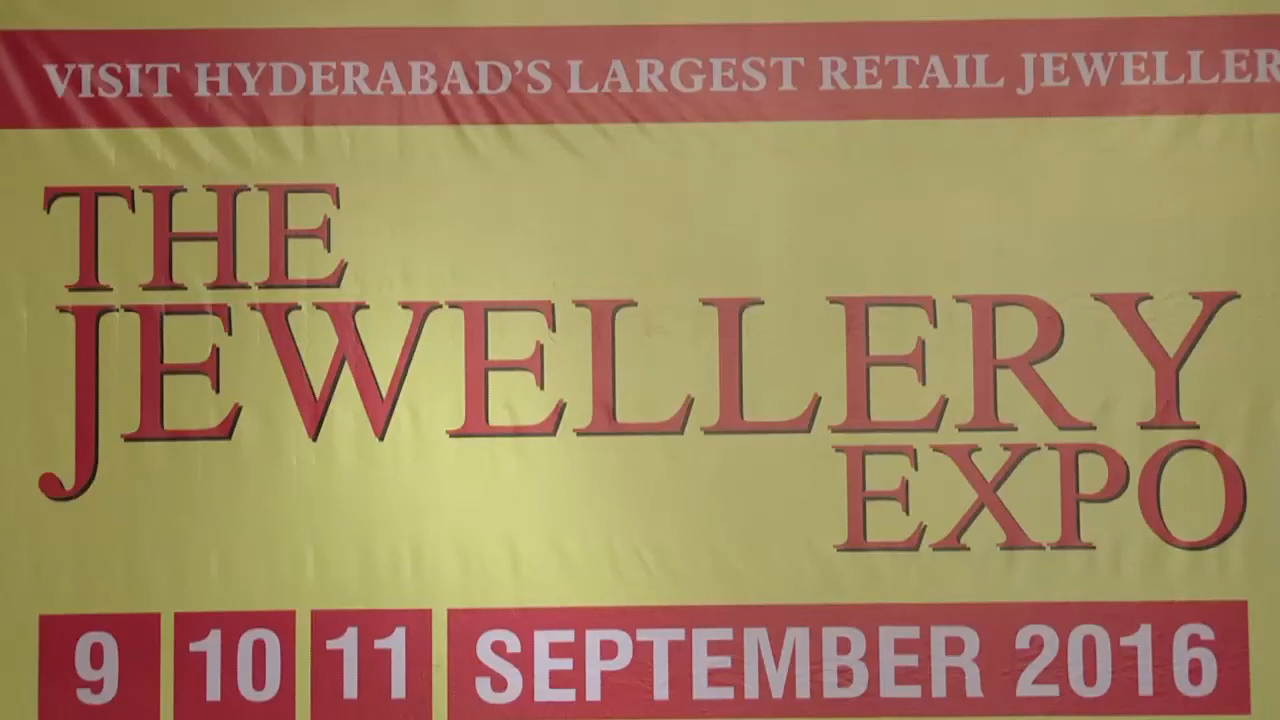 VISIT HYDERABAD'S LARGEST RETAIL JEWELLER
THE
JEWELLERY
EXPO
9 10 11 SEPTEMBER 2016